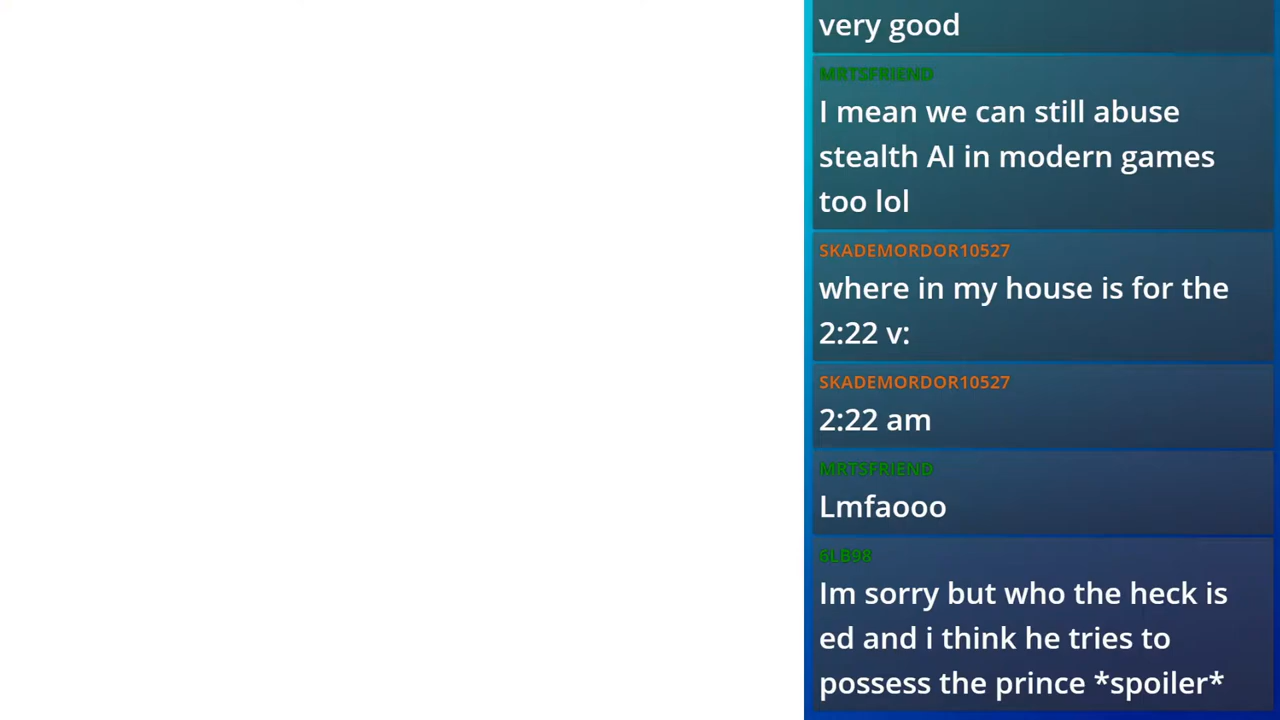 very good
MRTSFRIEND
I mean we can still abuse
stealth AI in modern games
too lol
SKADEMORDOR10527
where in my house is for the
2:22 v:
SKADEMORDOR10527
2:22 am
MRTSFRIEND
Lmfaooo
6LB98
Im sorry but who the heck is
ed and i think he tries to
possess the prince *spoiler*